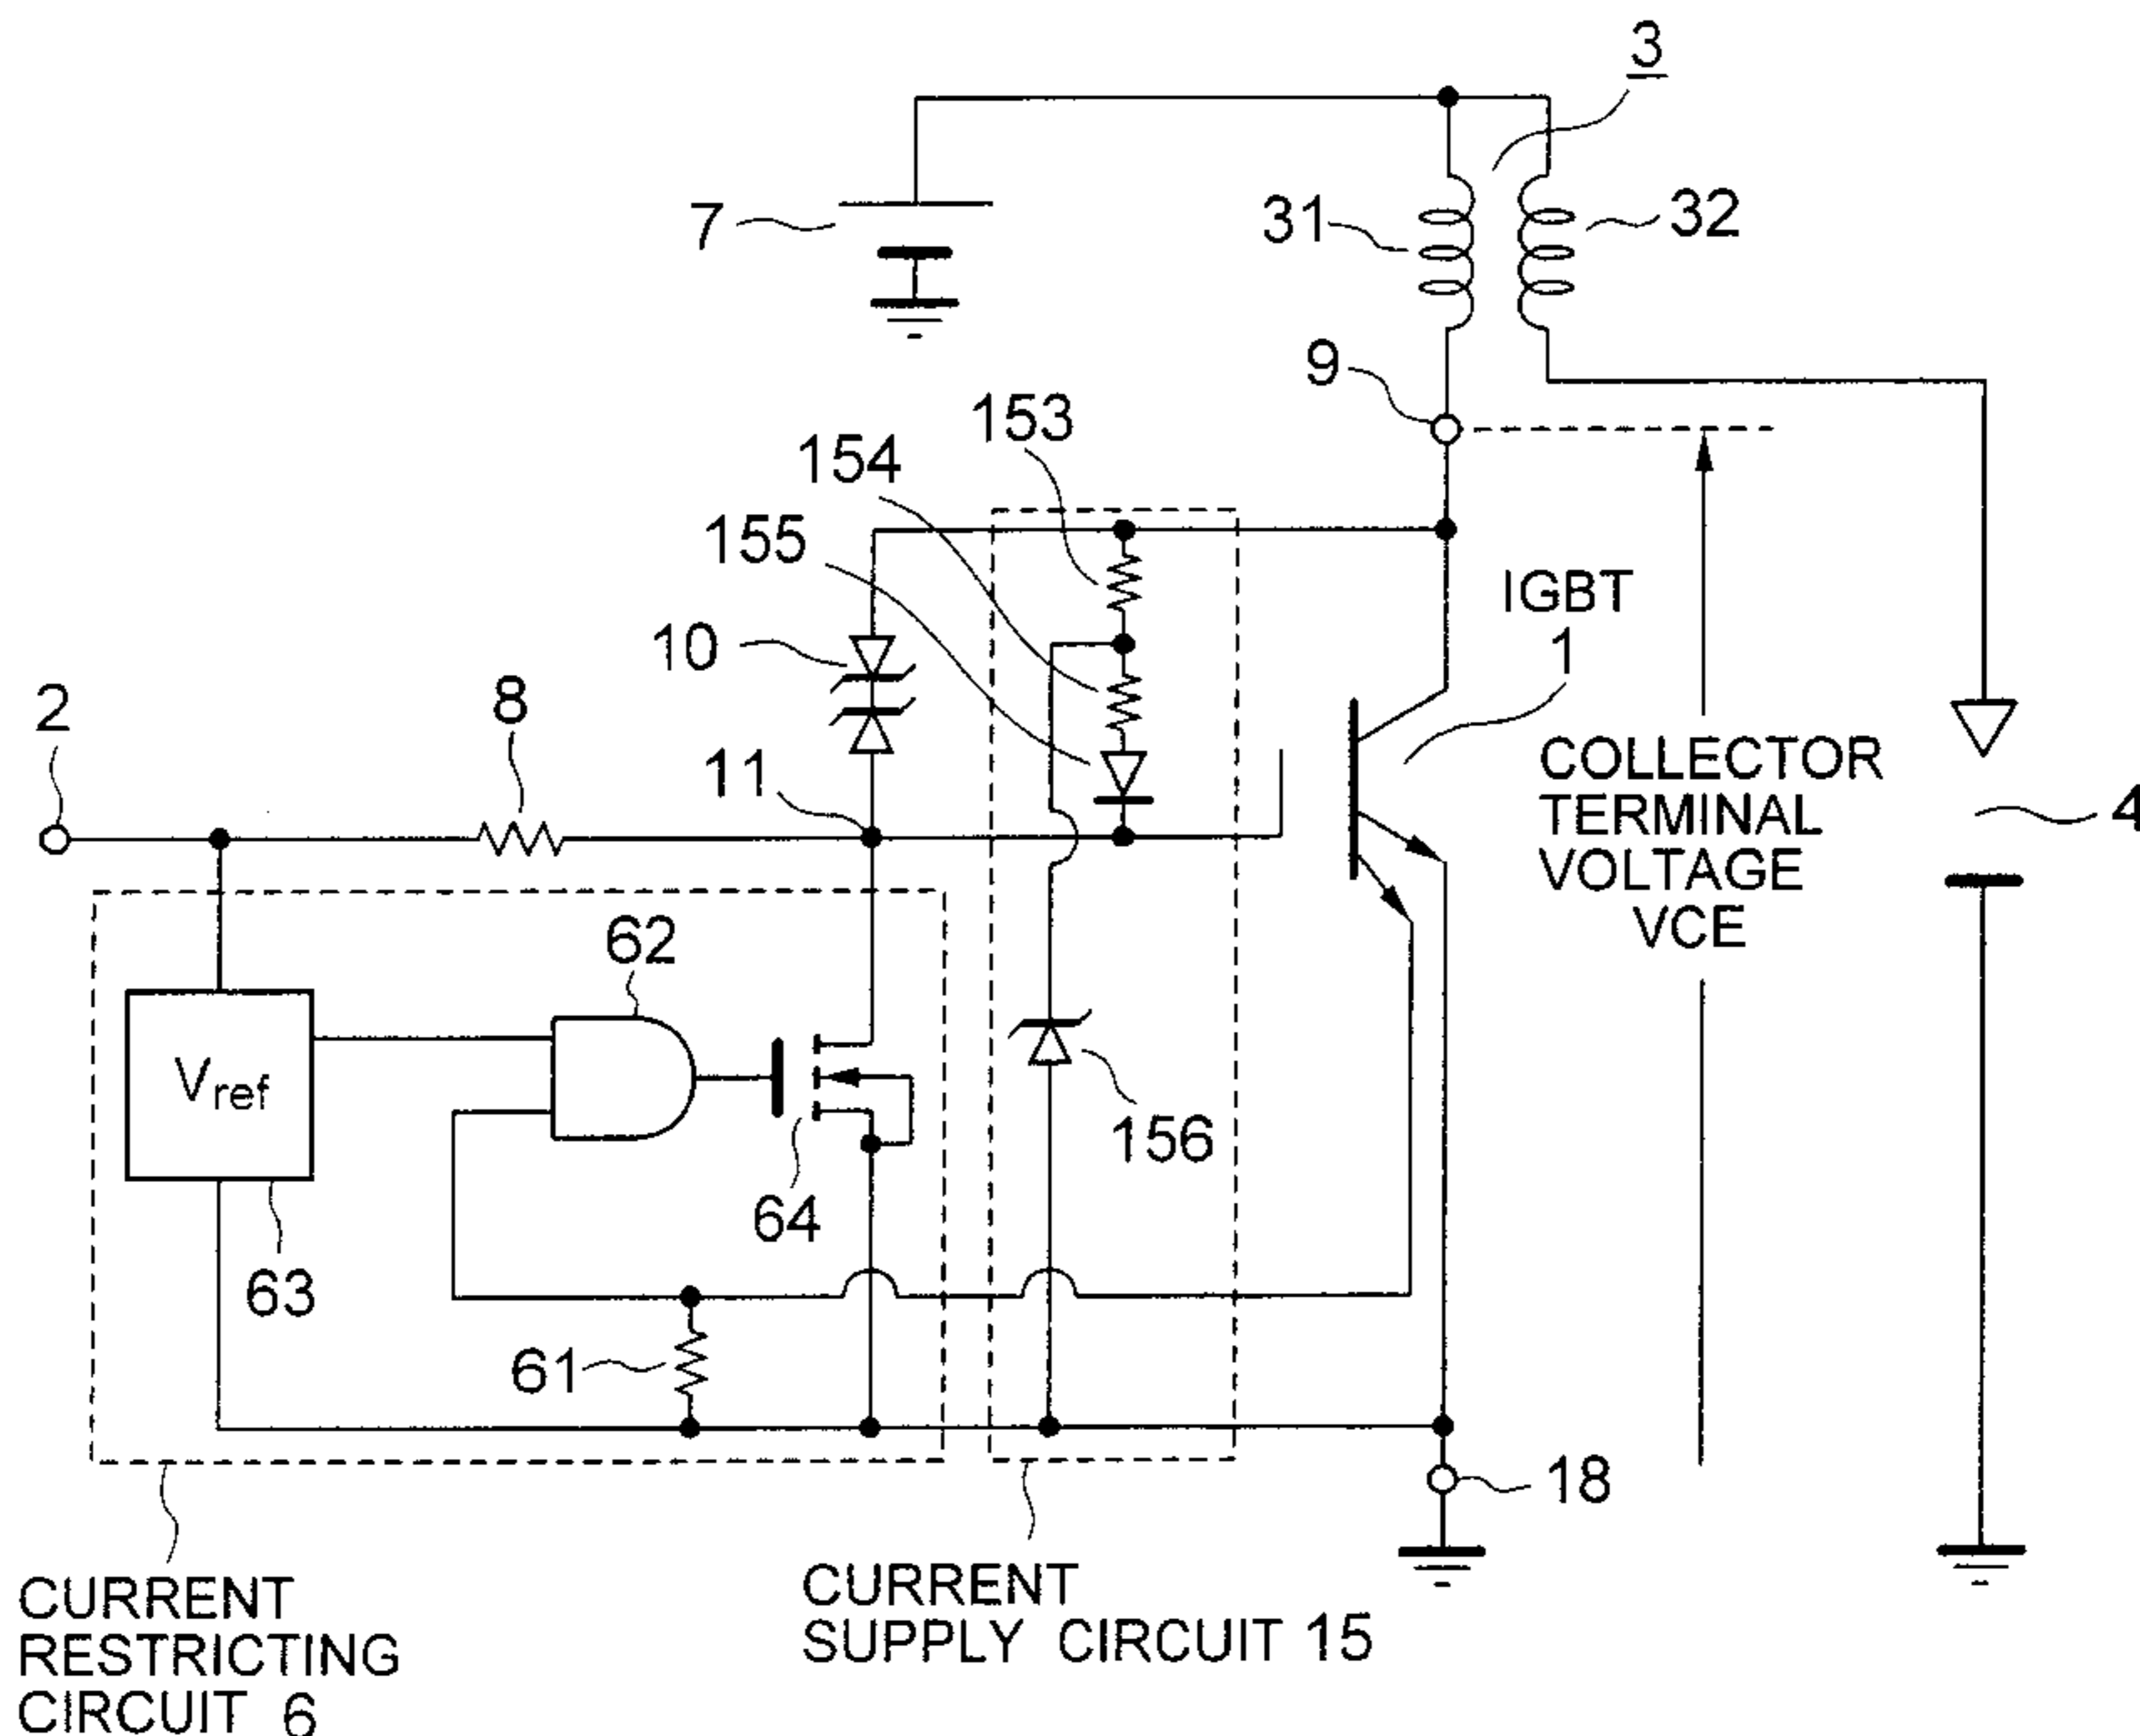 3
7
31
32
9
153
154
155
IGBT
1
10
2
8
11
COLLECTOR
TERMINAL
VOLTAGE
VCE
4
62
Vref
156
64
63
61
18
CURRENT
RESTRICTING
CIRCUIT 6
CURRENT
SUPPLY CIRCUIT 15